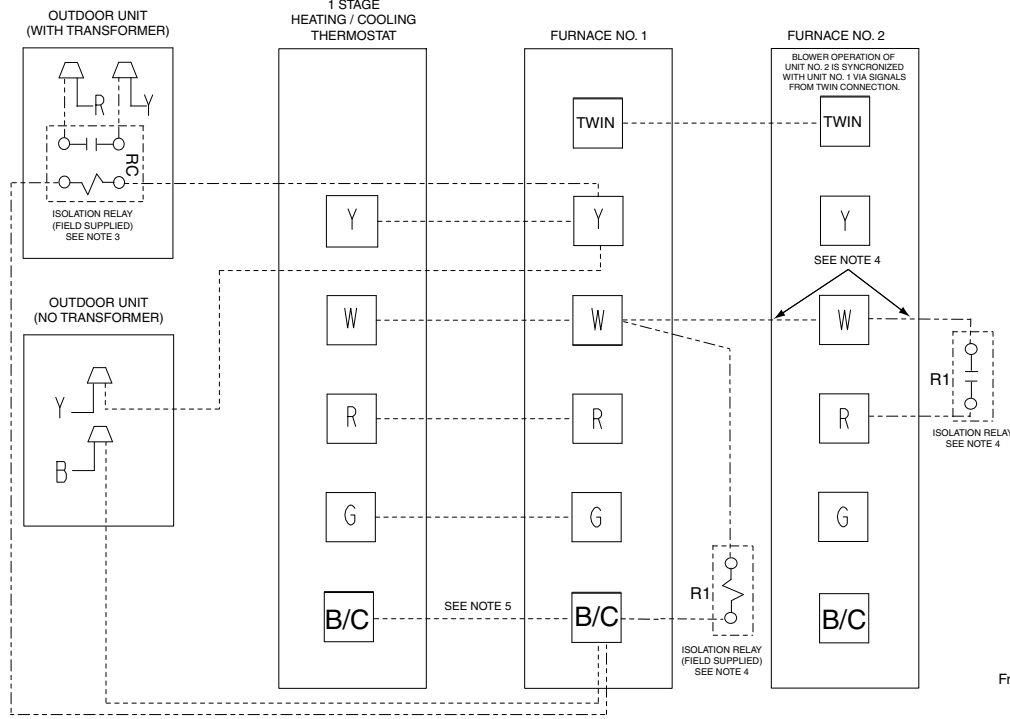 OUTDOOR UNIT
(WITH TRANSFORMER)
R
Y
RC
ISOLATION RELAY
(FIELD SUPPLIED)
SEE NOTE 3
OUTDOOR UNIT
(NO TRANSFORMER)
Y
B
1 STAGE
HEATING / COOLING
THERMOSTAT
Y
W
R
G
B/C
SEE NOTE 5
FURNACE NO. 1
TWIN
Y
W
R
G
B/C
R1
ISOLATION RELAY
(FIELD SUPPLIED)
SEE NOTE 4
FURNACE NO. 2
BLOWER OPERATION OF
UNIT NO. 2 IS SYNCRONIZED
WITH UNIT NO. 1 VIA SIGNALS
FROM TWIN CONNECTION.
TWIN
Y
SEE NOTE 4
W
R
G
B/C
R1
ISOLATION RELAY
SEE NOTE 4
Fr